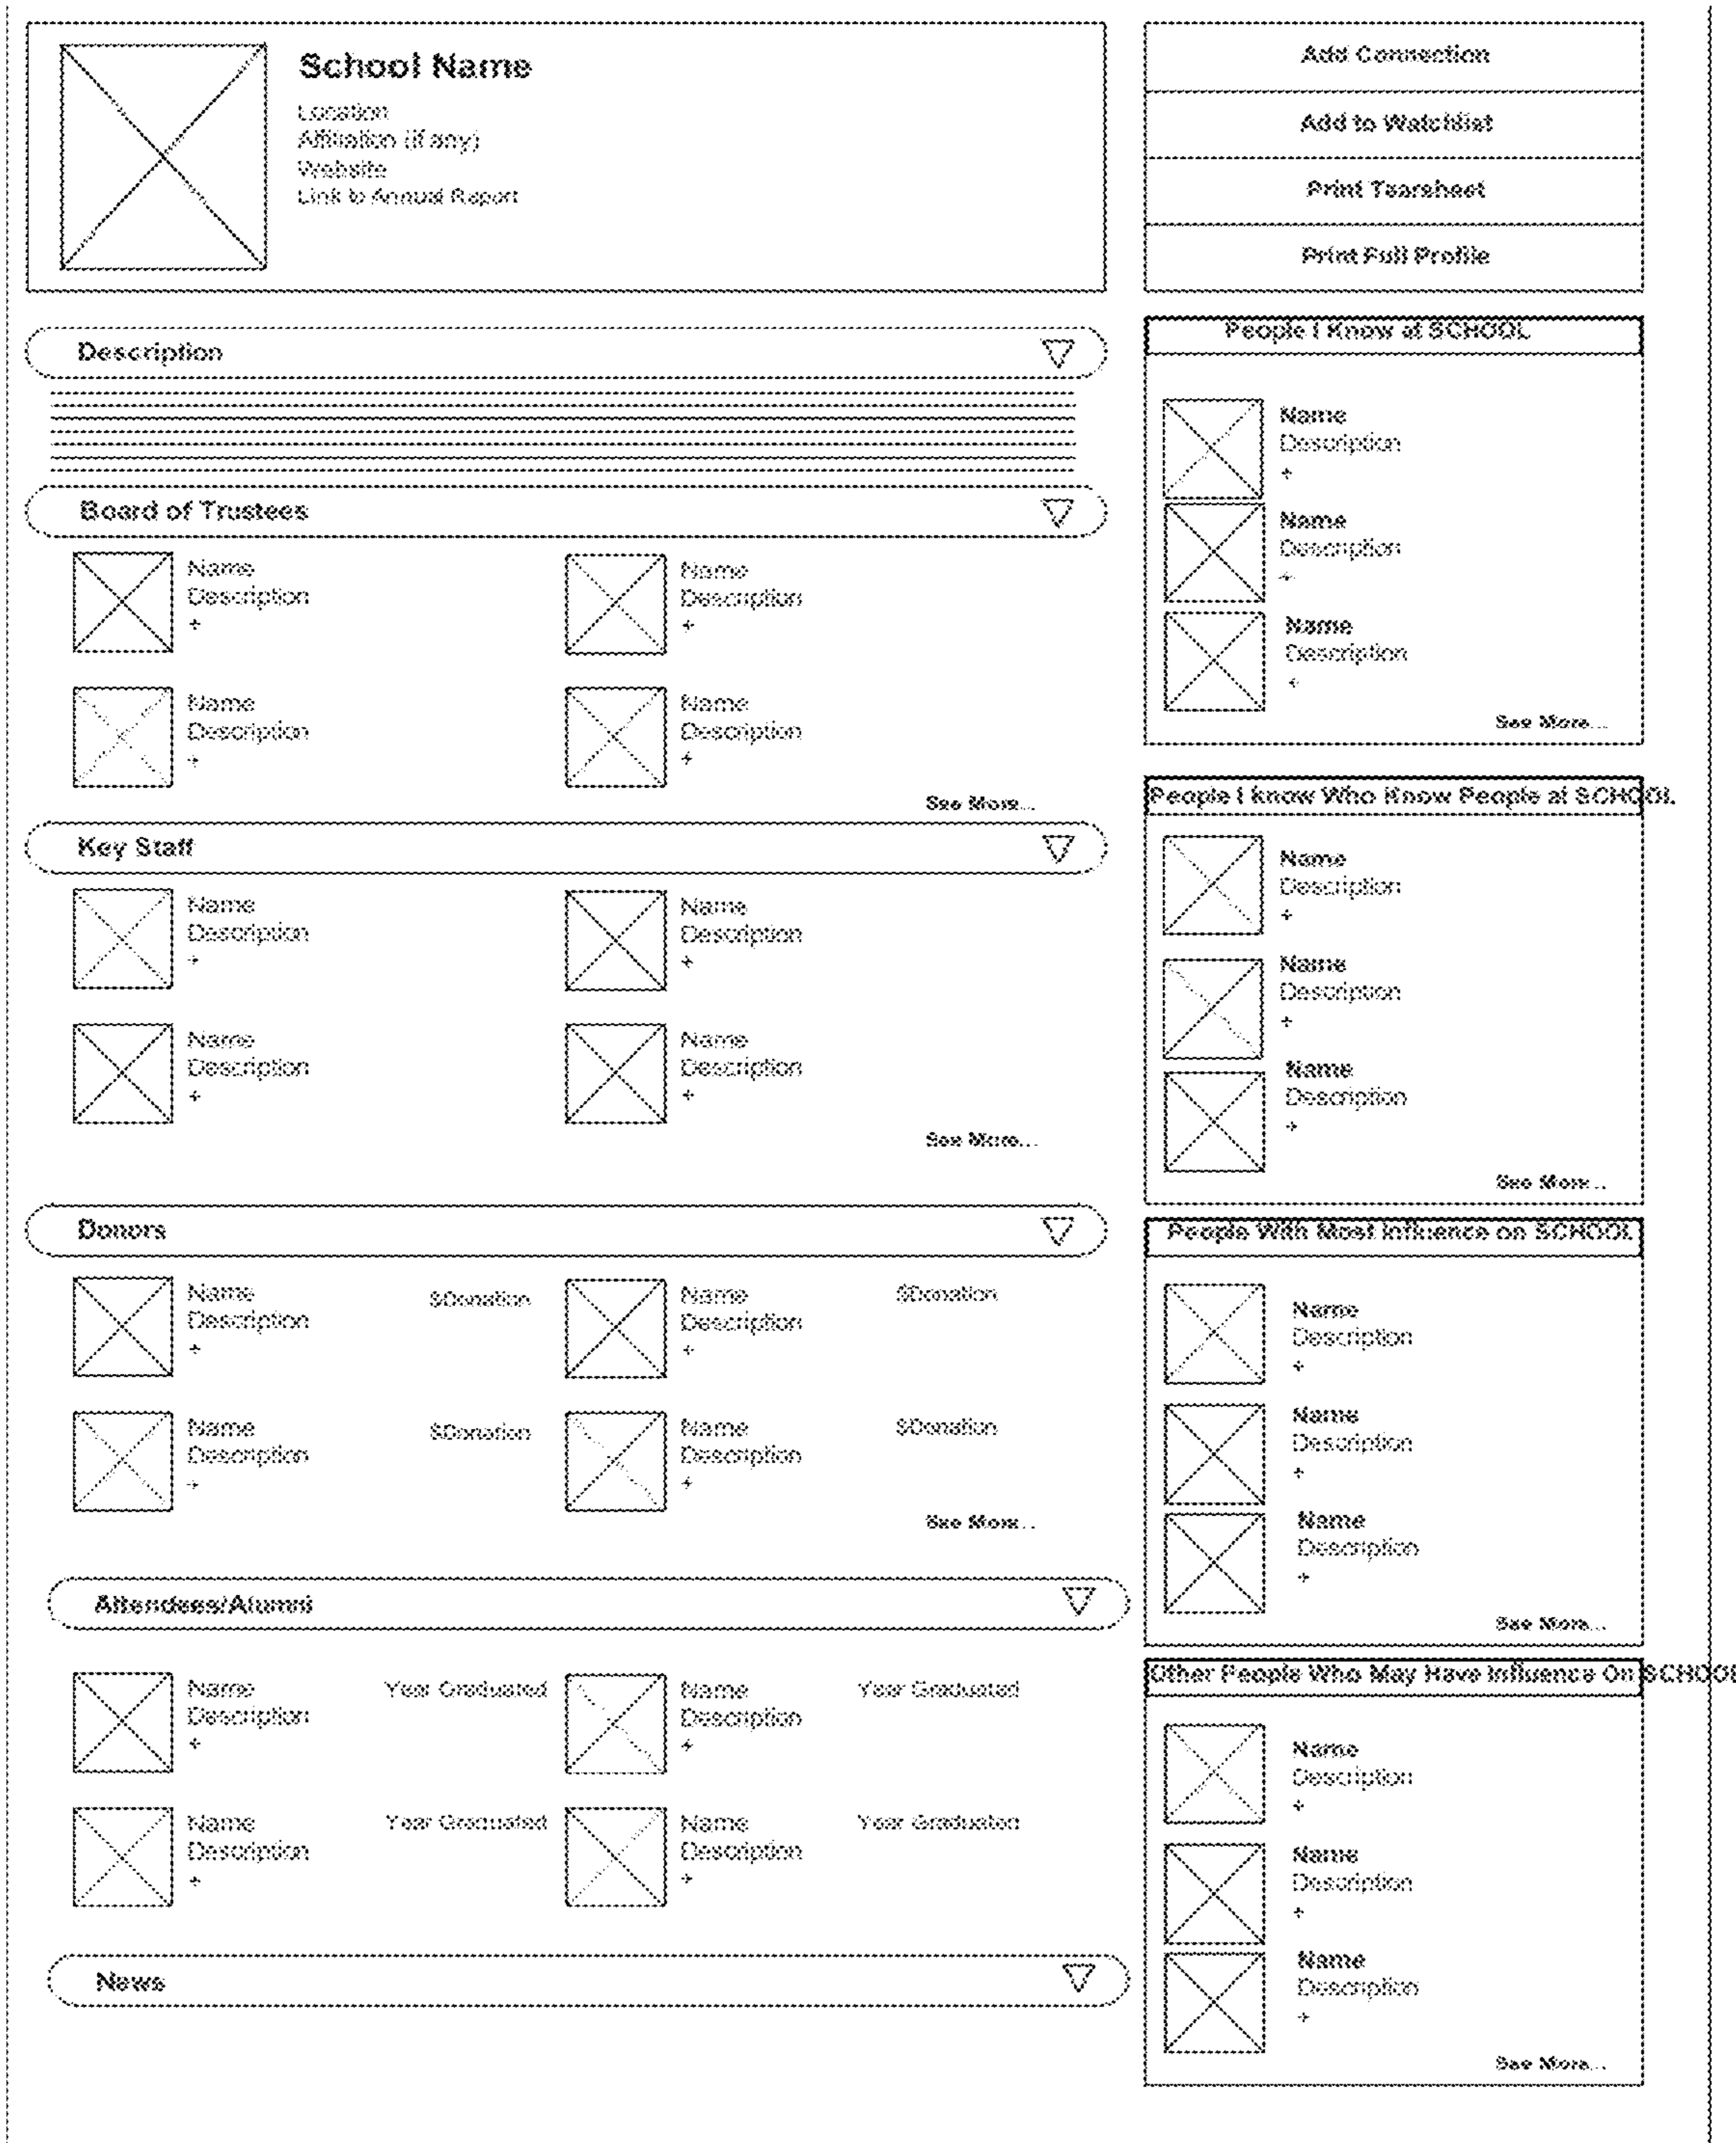 School Name
Location
Affiliation (if any)
Website
Link to Annual Report
Add Connection
Add to Watchlist
Print Tearsheet
Print Full Profile
Description
Board of Trustees
Name
Description
+
Name
Description
+
Name
Description
+
Name
Description
+
See More...
Key Staff
Name
Description
+
Name
Description
+
Name
Description
+
Name
Description
+
See More...
Donors
Name
Description
+
$Donation
Name
Description
+
$Donation
Name
Description
+
$Donation
Name
Description
+
$Donation
See More...
Attendees/Alumni
Name
Description
+
Year Graduated
Name
Description
+
Year Graduated
Name
Description
+
Year Graduated
Name
Description
+
Year Graduated
News
People I Know at SCHOOL
Name
Description
+
Name
Description
+
Name
Description
+
See More...
People I know Who Know People at SCHOOL
Name
Description
+
Name
Description
+
Name
Description
+
See More...
People With Most Influence on SCHOOL
Name
Description
+
Name
Description
+
Name
Description
+
See More...
Other People Who May Have Influence On SCHOOL
Name
Description
+
Name
Description
+
Name
Description
+
See More...